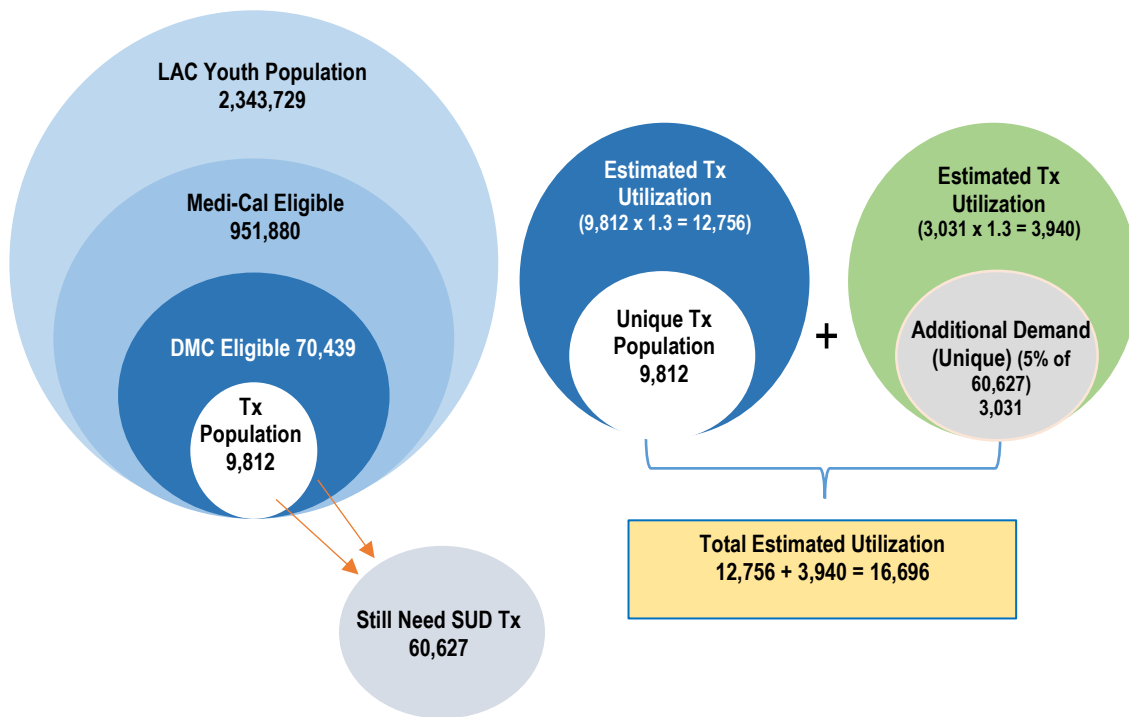 LAC Youth Population
2,343,729
Medi-Cal Eligible
951,880
DMC Eligible 70,439
Tx
Population
9,812
Still Need SUD Tx
60,627
Estimated Tx
Utilization
(9,812 x 1.3 = 12,756)
Unique Tx
Population
9,812
+
Estimated Tx
Utilization
(3,031 x 1.3 = 3,940)
Additional Demand
(Unique) (5% of
60,627)
3,031
Total Estimated Utilization
12,756 + 3,940 = 16,696